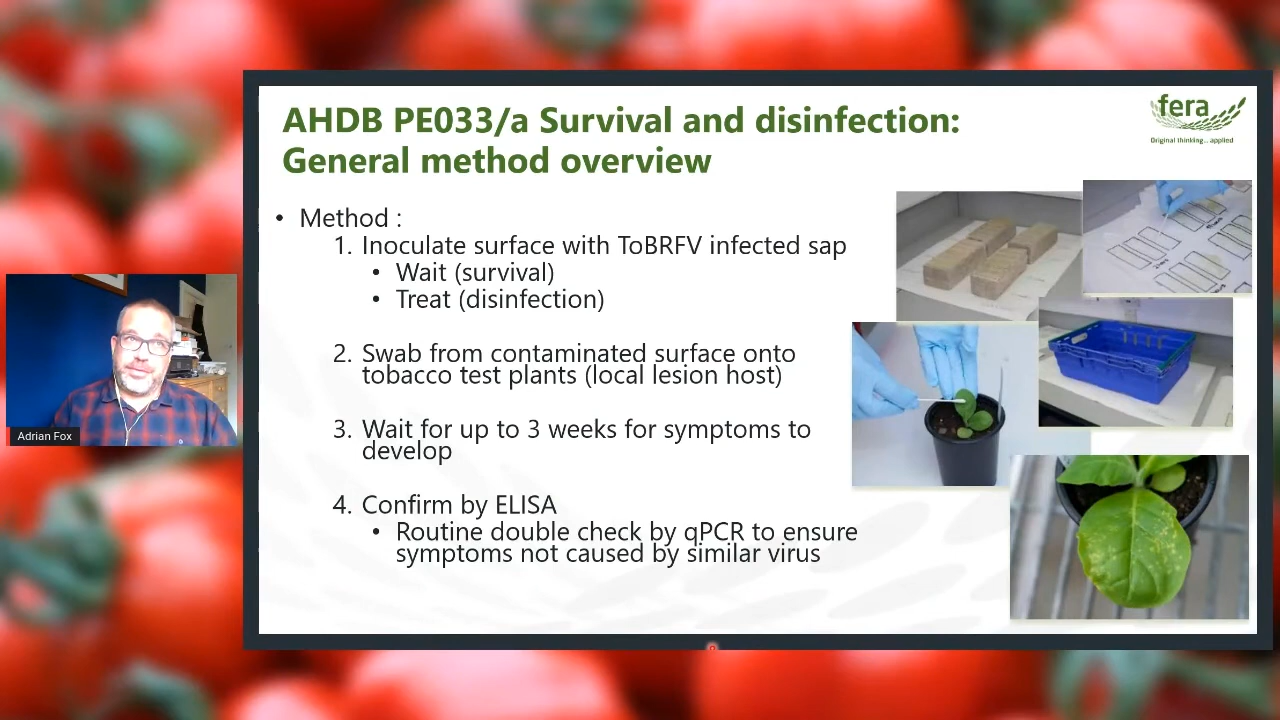 AHDB PE033/a Survival and disinfection:
General method overview
fera
Original thinking... applied
• Method :
1. Inoculate surface with ToBRFV infected sap
• Wait (survival)
• Treat (disinfection)
2. Swab from contaminated surface onto
tobacco test plants (local lesion host)
3. Wait for up to 3 weeks for symptoms to
develop
4. Confirm by ELISA
• Routine double check by qPCR to ensure
symptoms not caused by similar virus
Adrian Fox